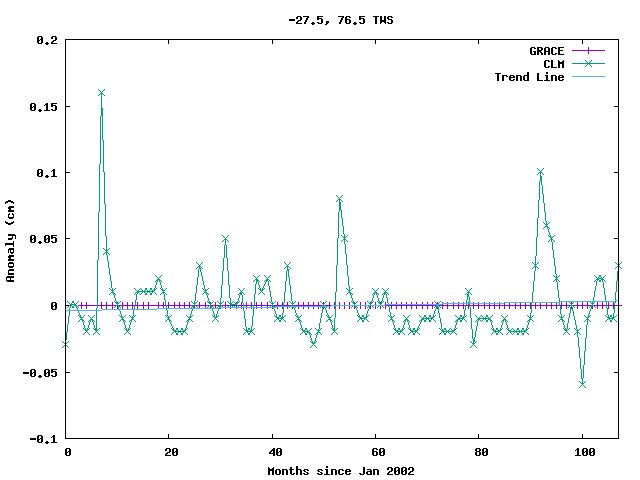 -27.5, 76.5 TWS
GRACE
CLM
Trend Line
0.2
0.15
0.1
0.05
0
-0.05
-0.1
Anomaly (cm)
0 20 40 60 80 100
Months since Jan 2002